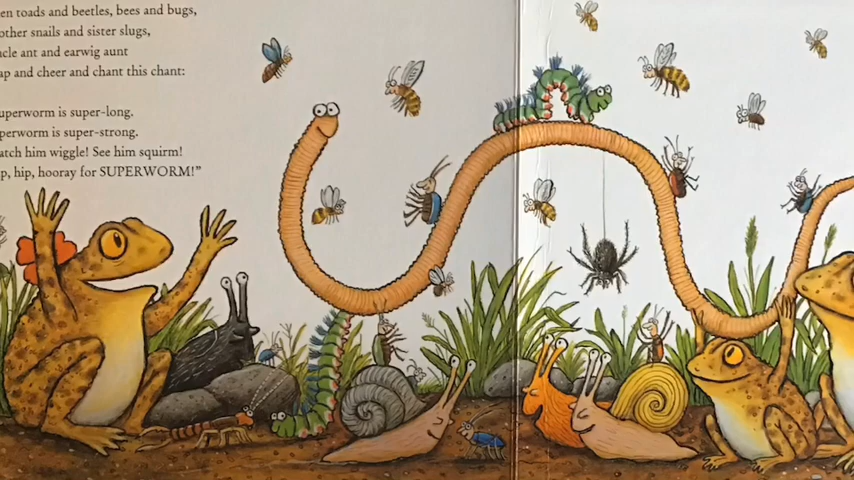 en toads and beetles, bees and bugs,
other snails and sister slugs,
ncle ant and earwig aunt
ap and cheer and chant this chant:
uperworm is super-long.
perworm is super-strong.
atch him wiggle! See him squirm!
p, hip, hooray for SUPERWORM!”